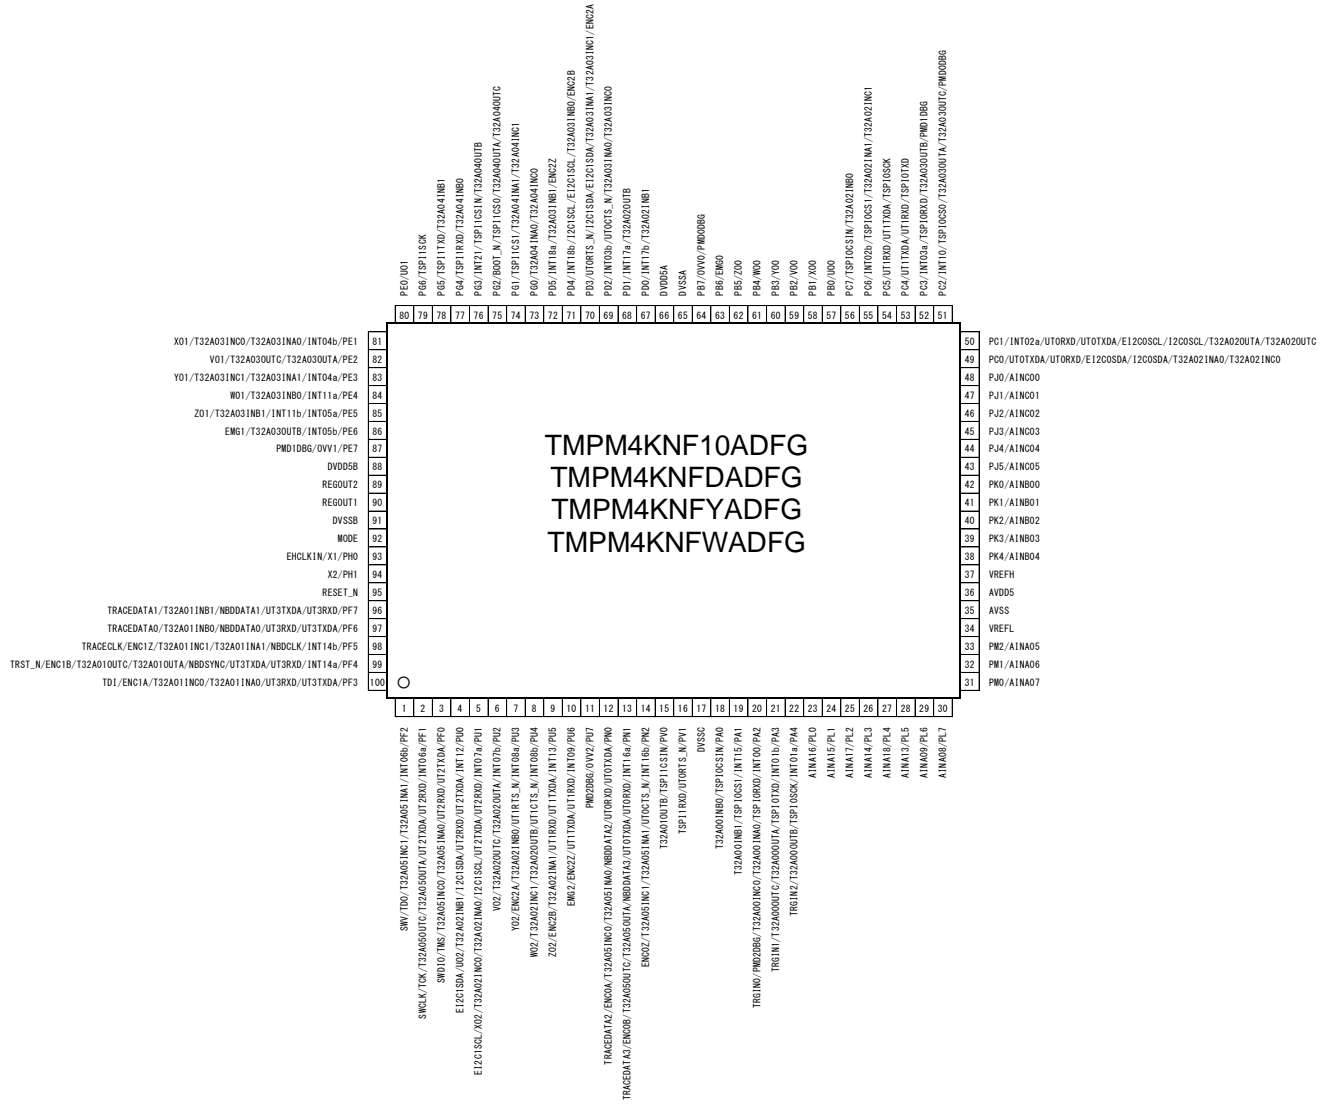 PE0/UO1
PG6/TSPI1SCK
PG5/TSPI1TXD/T32A04INB1
PG4/TSPI1RXD/T32A04INB0
PG3/INT21/TSPI1CSIN/T32A04OUTB
PG2/BOOT_N/TSPI1CS0/T32A04OUTA/T32A04OUTC
PG1/TSPI1CS1/T32A04INA1/T32A04INC1
PG0/T32A04INA0/T32A04INC0
PD5/INT18a/T32A03INB1/ENC2Z
PD4/INT18b/I2C1SCL/EI2C1SCL/T32A03INB0/ENC2B
PD3/UT0RTS_N/I2C1SDA/EI2C1SDA/T32A03INA1/T32A03INC1/ENC2A
PD2/INT03b/UT0CTS_N/T32A03INA0/T32A03INC0
PD1/INT17a/T32A02OUTB
PD0/INT17b/T32A02INB1
DVDD5A
DVSSA
PB7/OVV0/PMD0DBG
PB6/EMG0
PB5/ZO0
PB4/WO0
PB3/YO0
PB2/VO0
PB1/XO0
PB0/UO0
PC7/TSPI0CSIN/T32A02INB0
PC6/INT02b/TSPI0CS1/T32A02INA1/T32A02INC1
PC5/UT1RXD/UT1TXDA/TSPI0SCK
PC4/UT1TXDA/UT1RXD/TSPI0TXD
PC3/INT03a/TSPI0RXD/T32A03OUTB/PMD1DBG
PC2/INT10/TSPI0CS0/T32A03OUTA/T32A03OUTC/PMD0DBG
80 79 78 77 76 75 74 73 72 71 70 69 68 67 66 65 64 63 62 61 60 59 58 57 56 55 54 53 52 51
XO1/T32A03INC0/T32A03INA0/INT04b/PE1 81
VO1/T32A03OUTC/T32A03OUTA/PE2 82
YO1/T32A03INC1/T32A03INA1/INT04a/PE3 83
WO1/T32A03INB0/INT11a/PE4 84
ZO1/T32A03INB1/INT11b/INT05a/PE5 85
EMG1/T32A03OUTB/INT05b/PE6 86
PMD1DBG/OVV1/PE7 87
DVDD5B 88
REGOUT2 89
REGOUT1 90
DVSSB 91
MODE 92
EHCLKIN/X1/PH0 93
X2/PH1 94
RESET_N 95
TRACEDATA1/T32A01INB1/NBDDATA1/UT3TXDA/UT3RXD/PF7 96
TRACEDATA0/T32A01INB0/NBDDATA0/UT3RXD/UT3TXDA/PF6 97
TRACECLK/ENC1Z/T32A01INC1/T32A01INA1/NBDCLK/INT14b/PF5 98
TRST_N/ENC1B/T32A01OUTC/T32A01OUTA/NBDSYNC/UT3TXDA/UT3RXD/INT14a/PF4 99
TDI/ENC1A/T32A01INC0/T32A01INA0/UT3RXD/UT3TXDA/PF3 100
TMPM4KNF10ADFG
TMPM4KNFDADFG
TMPM4KNFYADFG
TMPM4KNFWADFG
50 PC1/INT02a/UT0RXD/UT0TXDA/EI2C0SCL/I2C0SCL/T32A02OUTA/T32A02OUTC
49 PC0/UT0TXDA/UT0RXD/EI2C0SDA/I2C0SDA/T32A02INA0/T32A02INC0
48 PJ0/AINC00
47 PJ1/AINC01
46 PJ2/AINC02
45 PJ3/AINC03
44 PJ4/AINC04
43 PJ5/AINC05
42 PK0/AINB00
41 PK1/AINB01
40 PK2/AINB02
39 PK3/AINB03
38 PK4/AINB04
37 VREFH
36 AVDD5
35 AVSS
34 VREFL
33 PM2/AINA05
32 PM1/AINA06
31 PM0/AINA07
1 2 3 4 5 6 7 8 9 10 11 12 13 14 15 16 17 18 19 20 21 22 23 24 25 26 27 28 29 30
SWV/TDO/T32A05INC1/T32A05INA1/INT06b/PF2
SWCLK/TCK/T32A05OUTC/T32A05OUTA/UT2TXDA/UT2RXD/INT06a/PF1
SWDIO/TMS/T32A05INC0/T32A05INA0/UT2RXD/UT2TXDA/PF0
EI2C1SDA/UO2/T32A02INB1/I2C1SDA/UT2RXD/UT2TXDA/INT12/PU0
EI2C1SCL/XO2/T32A02INC0/T32A02INA0/I2C1SCL/UT2TXDA/UT2RXD/INT07a/PU1
VO2/T32A02OUTC/T32A02OUTA/INT07b/PU2
YO2/ENC2A/T32A02INB0/UT1RTS_N/INT08a/PU3
WO2/T32A02INC1/T32A02OUTB/UT1CTS_N/INT08b/PU4
ZO2/ENC2B/T32A02INA1/UT1RXD/UT1TXDA/INT13/PU5
EMG2/ENC2Z/UT1TXDA/UT1RXD/INT09/PU6
PMD2DBG/OVV2/PU7
TRACEDATA2/ENC0A/T32A05INC0/T32A05INA0/NBDDATA2/UT0RXD/UT0TXDA/PN0
TRACEDATA3/ENC0B/T32A05OUTC/T32A05OUTA/NBDDATA3/UT0TXDA/UT0RXD/INT16a/PN1
ENC0Z/T32A05INC1/T32A05INA1/UT0CTS_N/INT16b/PN2
T32A01OUTB/TSPI1CSIN/PV0
TSPI1RXD/UT0RTS_N/PV1
DVSSC
T32A00INB0/TSPI0CSIN/PA0
T32A00INB1/TSPI0CS1/INT15/PA1
TRGIN0/PMD2DBG/T32A00INC0/T32A00INA0/TSPI0RXD/INT00/PA2
TRGIN1/T32A00OUTC/T32A00OUTA/TSPI0TXD/INT01b/PA3
TRGIN2/T32A00OUTB/TSPI0SCK/INT01a/PA4
AINA16/PL0
AINA15/PL1
AINA17/PL2
AINA14/PL3
AINA18/PL4
AINA13/PL5
AINA09/PL6
AINA08/PL7